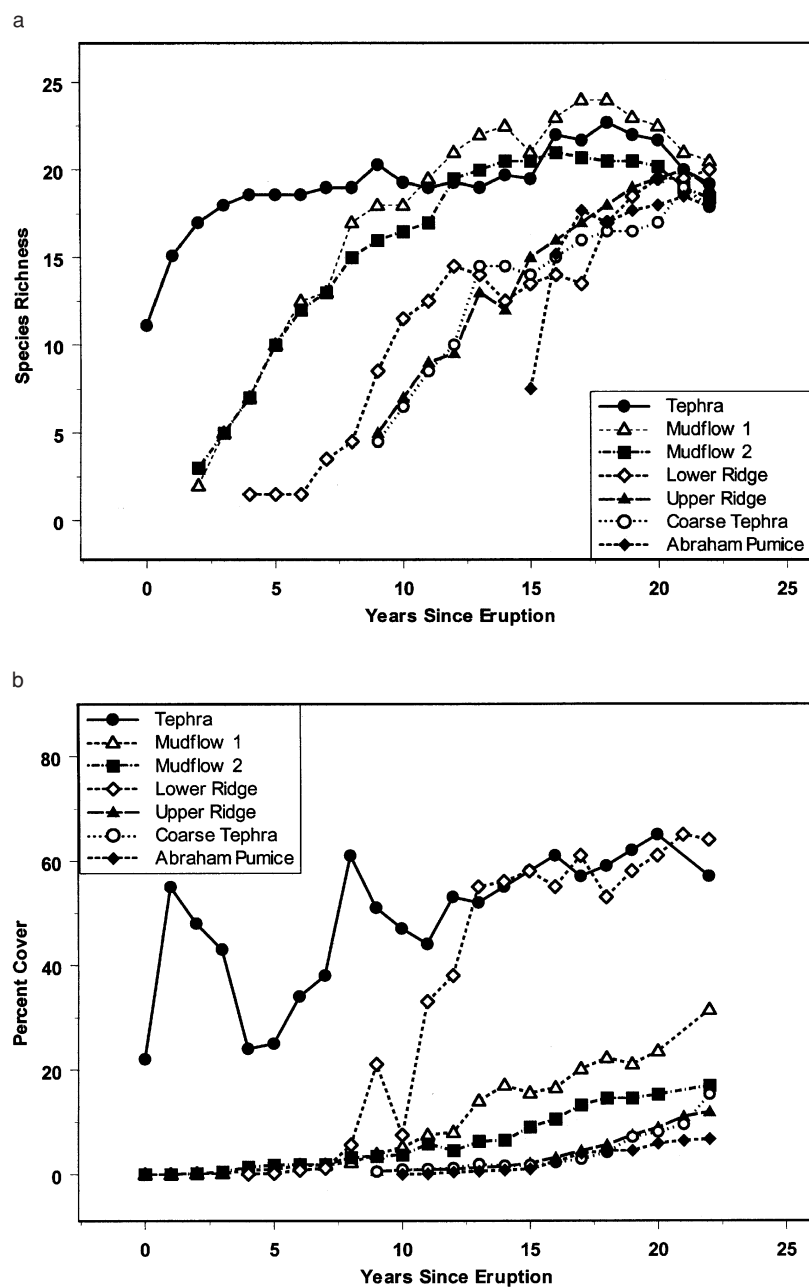 a
25
20
15
10
5
0
Species Richness
Tephra
Mudflow 1
Mudflow 2
Lower Ridge
Upper Ridge
Coarse Tephra
Abraham Pumice
0 5 10 15 20 25
Years Since Eruption
b
Tephra
Mudflow 1
Mudflow 2
Lower Ridge
Upper Ridge
Coarse Tephra
Abraham Pumice
80
60
40
20
0
Percent Cover
0 5 10 15 20 25
Years Since Eruption